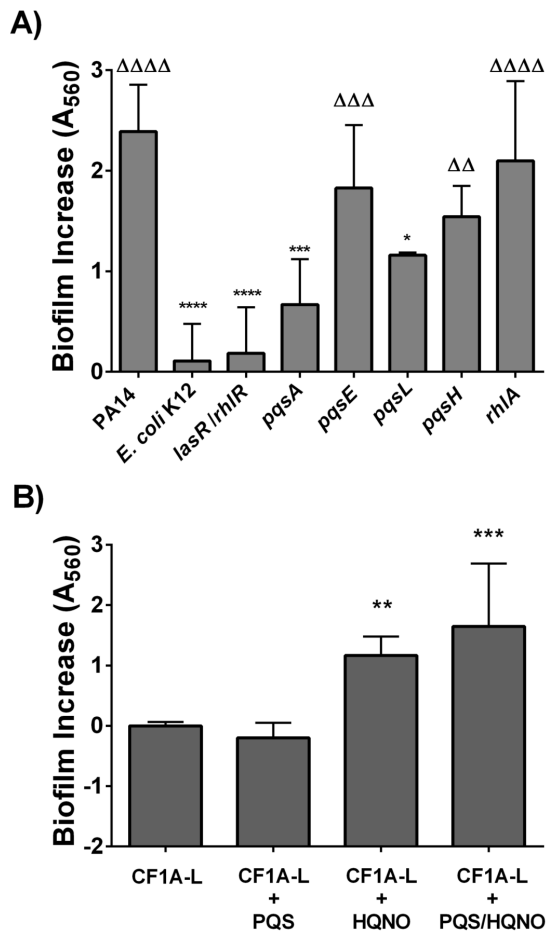 A)
Biofilm Increase (A560)
3
2
1
0
ΔΔΔΔ
****
****
***
ΔΔΔ
*
ΔΔ
ΔΔΔΔ
PA14
E. coli K12
lasR /rhlR
pqsA
pqsE
pqsL
pqsH
rhlA
B)
Biofilm Increase (A560)
3
2
1
0
-1
-2
**
***
CF1A-L
CF1A-L
+
PQS
CF1A-L
+
HQNO
CF1A-L
+
PQS/HQNO